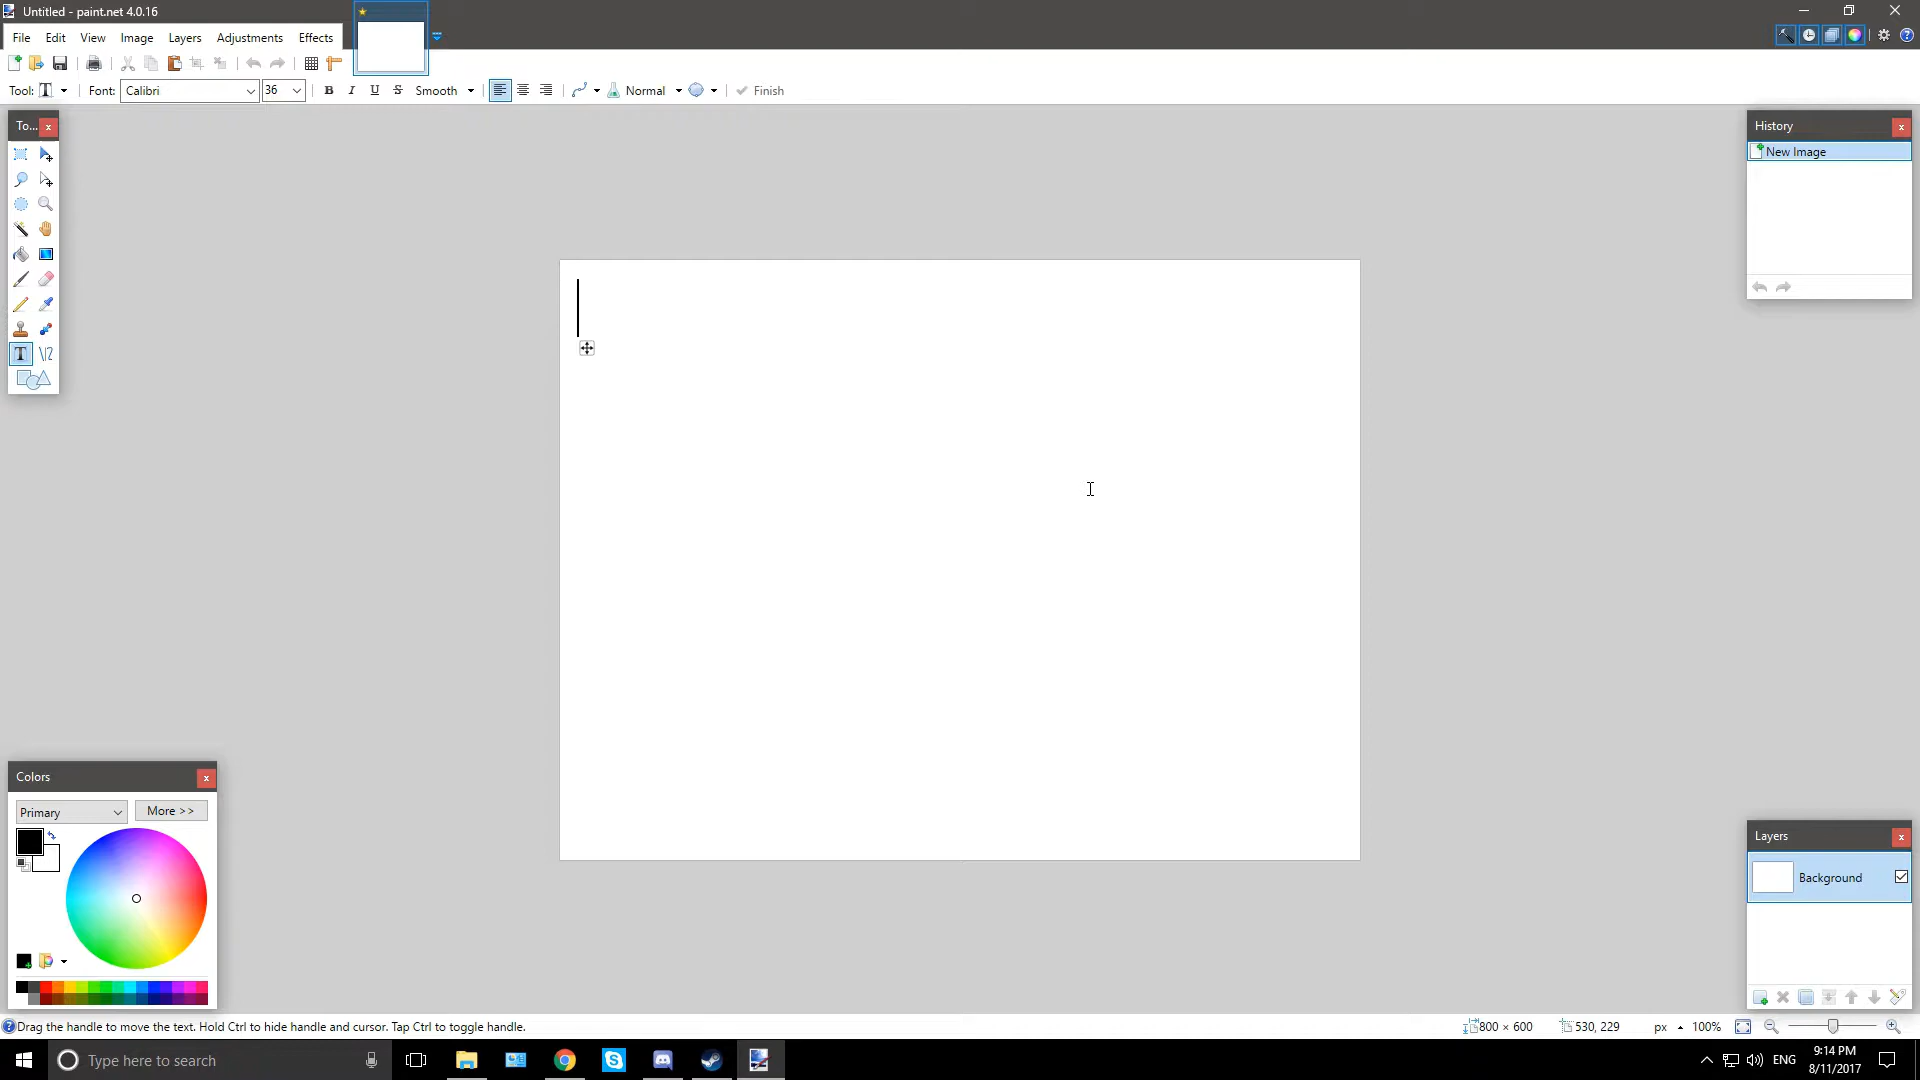 Untitled - paint.net 4.0.16
File Edit View Image Layers Adjustments Effects
Tool: T Font: Calibri 36 B I U S Smooth Normal Finish
To...
History
New Image
T
Colors
Primary More >>
Layers
Background
Drag the handle to move the text. Hold Ctrl to hide handle and cursor. Tap Ctrl to toggle handle.
800 × 600 530, 229 px 100%
Type here to search
ENG
9:14 PM
8/11/2017